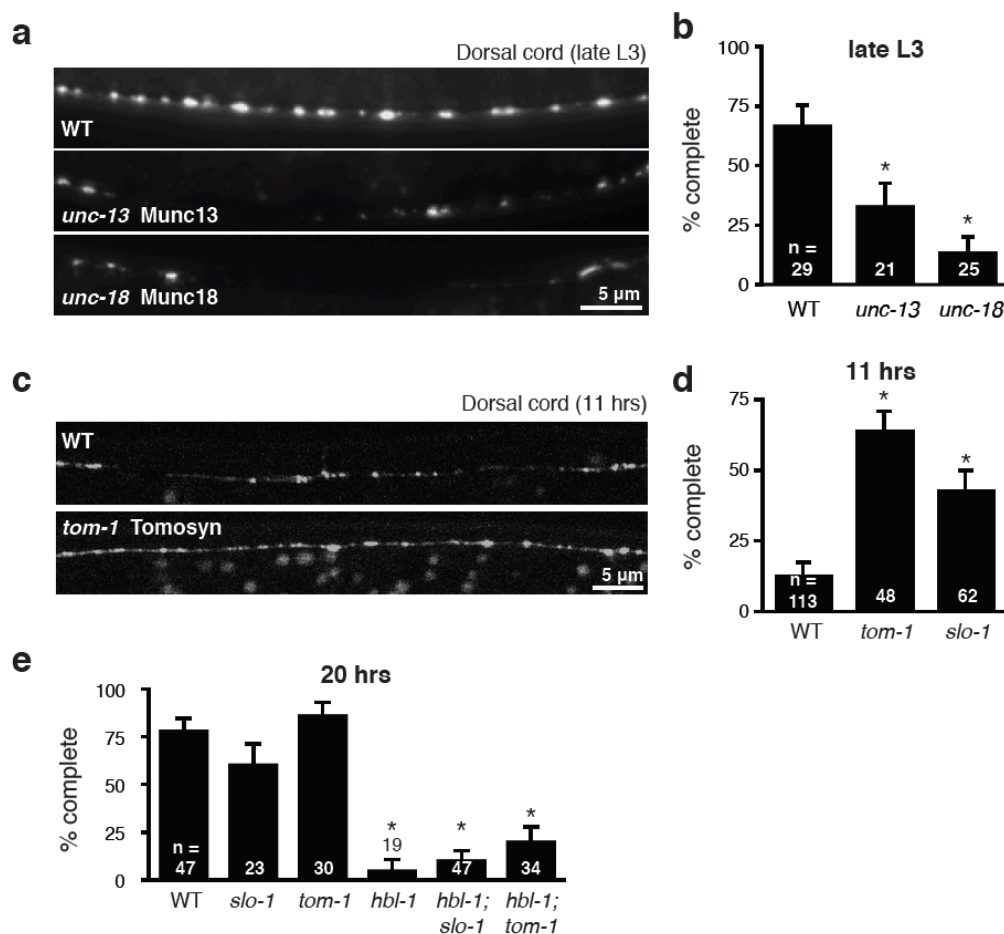 a
Dorsal cord (late L3)
WT
unc-13 Munc13
unc-18 Munc18
5 µm
b
late L3
% complete
100
75
50
25
0
n =
29
21
25
*
*
WT
unc-13
unc-18
c
Dorsal cord (11 hrs)
WT
tom-1 Tomosyn
5 µm
d
11 hrs
% complete
75
50
25
0
n =
113
48
62
*
*
WT
tom-1
slo-1
e
20 hrs
% complete
100
75
50
25
0
n =
47
23
30
*
19
*
47
*
34
WT
slo-1
tom-1
hbl-1
hbl-1;
slo-1
hbl-1;
tom-1